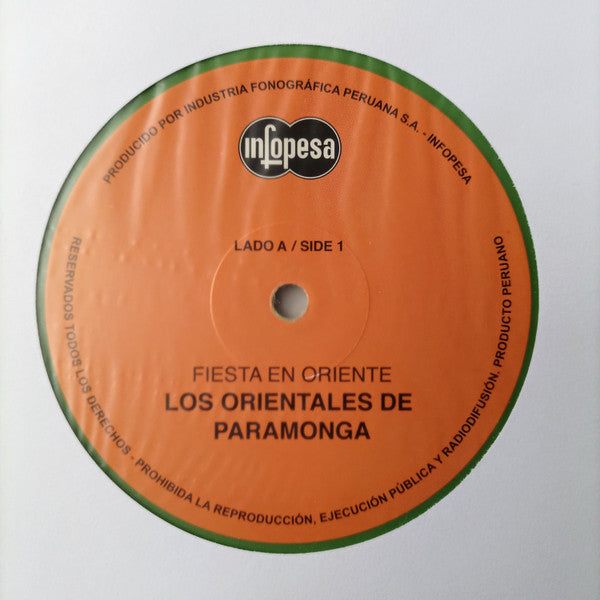 PRODUCIDO POR INDUSTRIA FONOGRÁFICA PERUANA S.A. - INFOPESA
infopesa
LADO A / SIDE 1
FIESTA EN ORIENTE
LOS ORIENTALES DE
PARAMONGA
RESERVADOS TODOS LOS DERECHOS - PROHIBIDA LA REPRODUCCIÓN, EJECUCIÓN PÚBLICA Y RADIODIFUSIÓN. PRODUCTO PERUANO